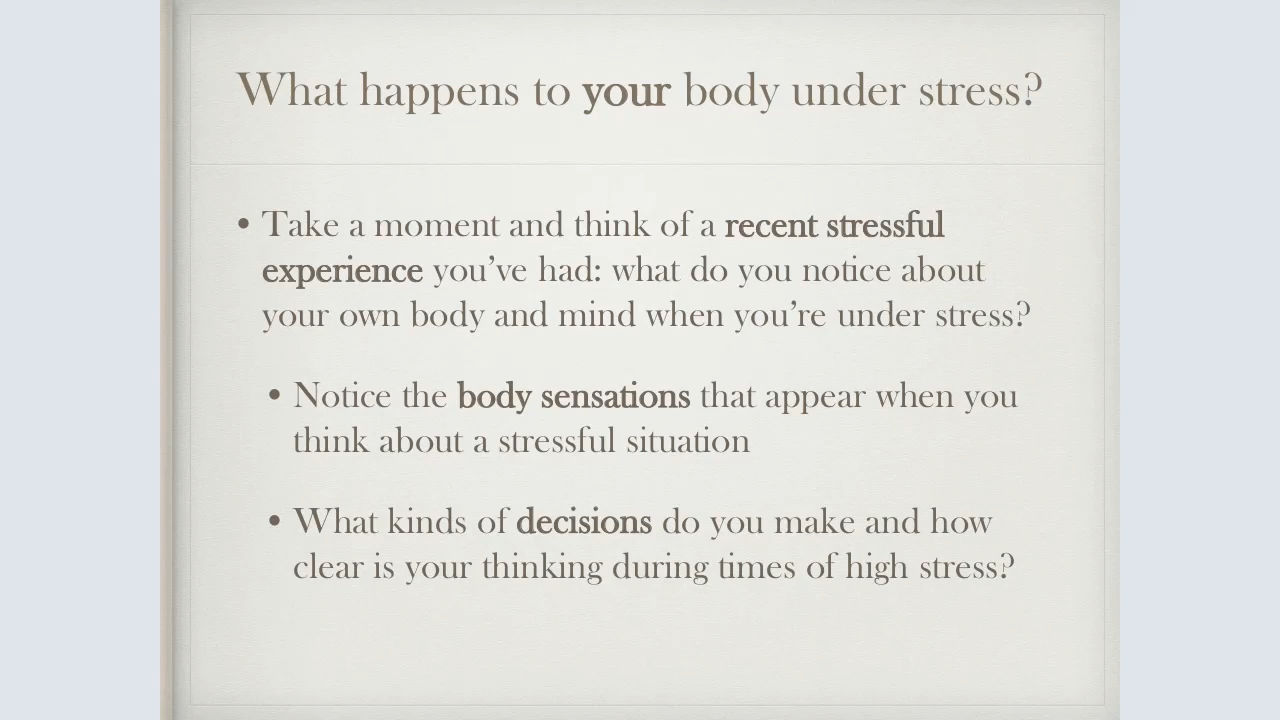 What happens to your body under stress?
• Take a moment and think of a recent stressful
experience you’ve had: what do you notice about
your own body and mind when you’re under stress?
• Notice the body sensations that appear when you
think about a stressful situation
• What kinds of decisions do you make and how
clear is your thinking during times of high stress?